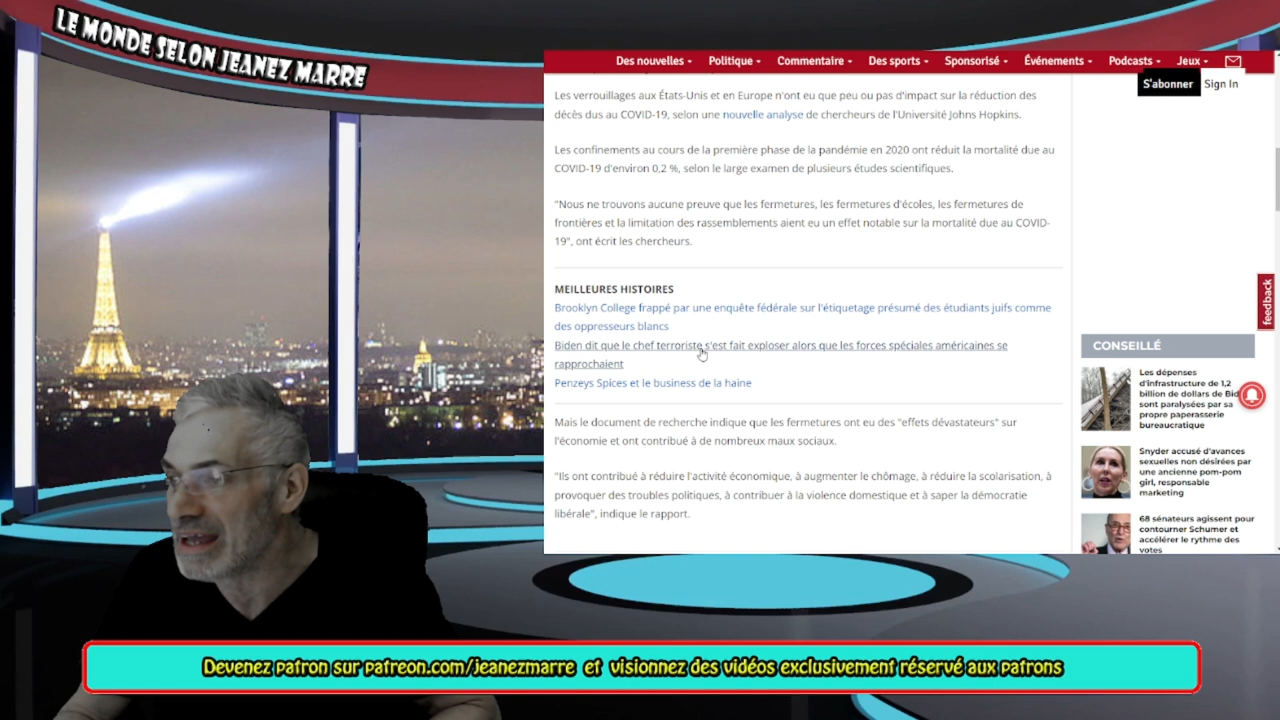 LE MONDE SELON JEANEZ MARRE
Des nouvelles Politique Commentaire Des sports Sponsorisé Événements Podcasts Jeux
S'abonner Sign In
Les verrouillages aux États-Unis et en Europe n'ont eu que peu ou pas d'impact sur la réduction des
décès dus au COVID-19, selon une nouvelle analyse de chercheurs de l'Université Johns Hopkins.
Les confinements au cours de la première phase de la pandémie en 2020 ont réduit la mortalité due au
COVID-19 d'environ 0,2 %, selon le large examen de plusieurs études scientifiques.
"Nous ne trouvons aucune preuve que les fermetures, les fermetures d'écoles, les fermetures de
frontières et la limitation des rassemblements aient eu un effet notable sur la mortalité due au COVID-
19", ont écrit les chercheurs.
MEILLEURES HISTOIRES
Brooklyn College frappé par une enquête fédérale sur l'étiquetage présumé des étudiants juifs comme
des oppresseurs blancs
Biden dit que le chef terroriste s'est fait exploser alors que les forces spéciales américaines se
rapprochaient
Penzeys Spices et le business de la haine
Mais le document de recherche indique que les fermetures ont eu des "effets dévastateurs" sur
l'économie et ont contribué à de nombreux maux sociaux.
"Ils ont contribué à réduire l'activité économique, à augmenter le chômage, à réduire la scolarisation, à
provoquer des troubles politiques, à contribuer à la violence domestique et à saper la démocratie
libérale", indique le rapport.
feedback
CONSEILLÉ
Les dépenses
d'infrastructure de 1,2
billion de dollars de
sont paralysées par sa
propre paperasserie
bureaucratique
Snyder accusé d'avances
sexuelles non désirées par
une ancienne pom-pom
girl, responsable
marketing
68 sénateurs agissent pour
contourner Schumer et
accélérer le rythme des
votes
Devenez patron sur patreon.com/jeanezmarre et visionnez des vidéos exclusivement réservé aux patrons